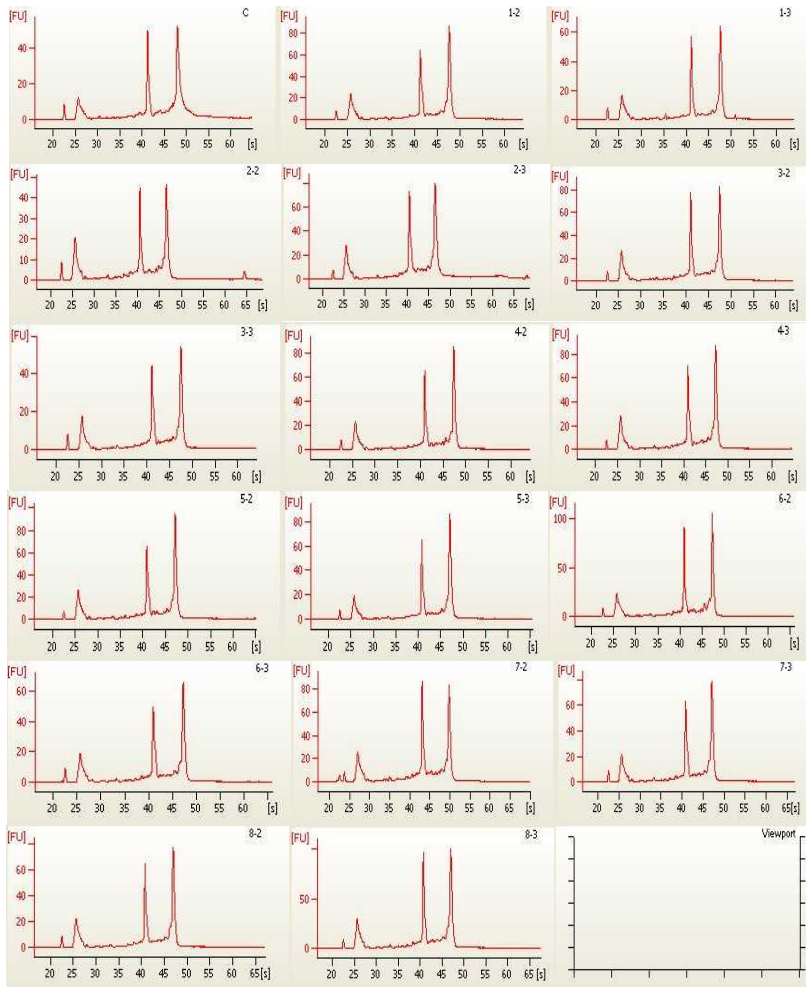 [FU] C
40
20
0
20 25 30 35 40 45 50 55 60 [s]
[FU] 1-2
80
60
40
20
0
20 25 30 35 40 45 50 55 60 [s]
[FU] 1-3
60
40
20
0
20 25 30 35 40 45 50 55 60 [s]
[FU] 2-2
40
30
20
10
0
20 25 30 35 40 45 50 55 60 65 [s]
[FU] 2-3
60
40
20
0
20 25 30 35 40 45 50 55 60 65 [s]
[FU] 3-2
80
60
40
20
0
20 25 30 35 40 45 50 55 60 [s]
[FU] 3-3
40
20
0
20 25 30 35 40 45 50 55 60 [s]
[FU] 4-2
80
60
40
20
0
20 25 30 35 40 45 50 55 60 [s]
[FU] 4-3
80
60
40
20
0
20 25 30 35 40 45 50 55 60 [s]
[FU] 5-2
80
60
40
20
0
20 25 30 35 40 45 50 55 60 [s]
[FU] 5-3
80
60
40
20
0
20 25 30 35 40 45 50 55 60 [s]
[FU] 6-2
100
50
0
20 25 30 35 40 45 50 55 60 [s]
[FU] 6-3
60
40
20
0
20 25 30 35 40 45 50 55 60 [s]
[FU] 7-2
80
60
40
20
0
20 25 30 35 40 45 50 55 60 65 70 [s]
[FU] 7-3
60
40
20
0
20 25 30 35 40 45 50 55 60 65[s]
[FU] 8-2
60
40
20
0
20 25 30 35 40 45 50 55 60 65[s]
[FU] 8-3
50
0
20 25 30 35 40 45 50 55 60 65[s]
Viewport